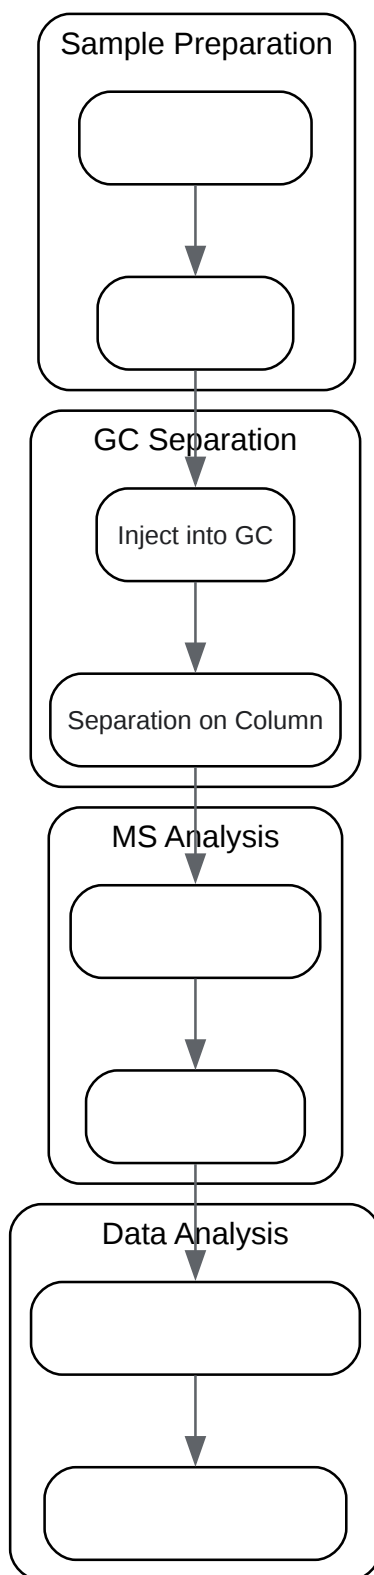 Sample Preparation
GC Separation
Inject into GC
Separation on Column
MS Analysis
Data Analysis